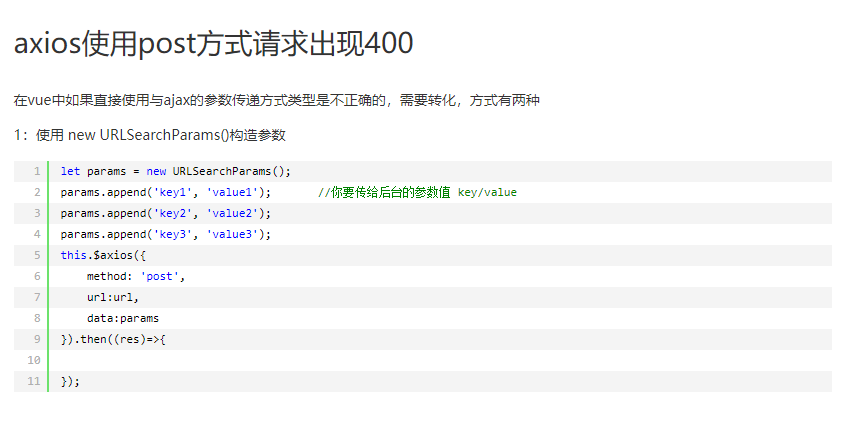 axios使用post方式请求出现400
在vue中如果直接使用与ajax的参数传递方式类型是不正确的，需要转化，方式有两种
1：使用 new URLSearchParams()构造参数
1 let params = new URLSearchParams();
2 params.append('key1', 'value1');       //你要传给后台的参数值 key/value
3 params.append('key2', 'value2');
4 params.append('key3', 'value3');
5 this.$axios({
6     method: 'post',
7     url:url,
8     data:params
9 }).then((res)=>{
10
11 });